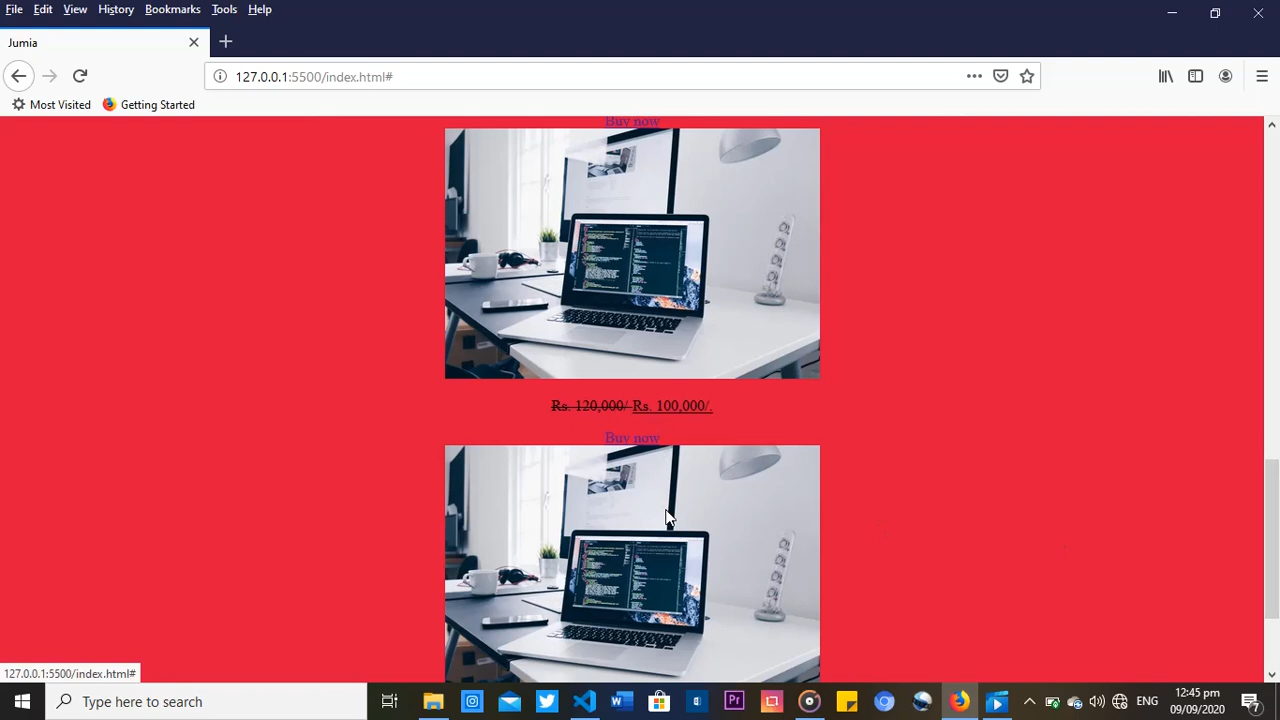 File Edit View History Bookmarks Tools Help
Jumia
127.0.0.1:5500/index.html#
Most Visited Getting Started
Buy now
Rs. 120,000/ Rs. 100,000/.
Buy now
127.0.0.1:5500/index.html#
Type here to search
ENG
12:45 pm
09/09/2020
7